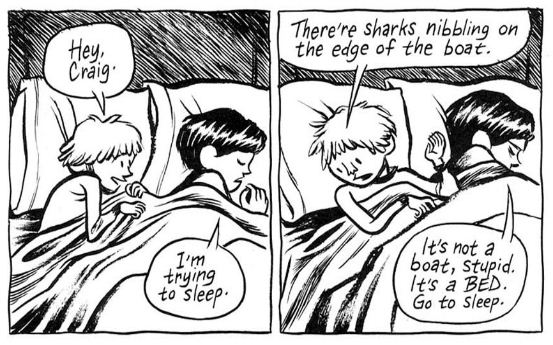 Hey,
Craig.
I'm
trying
to sleep.
There're sharks nibbling on
the edge of the boat.
It's not a
boat, stupid.
It's a BED.
Go to sleep.